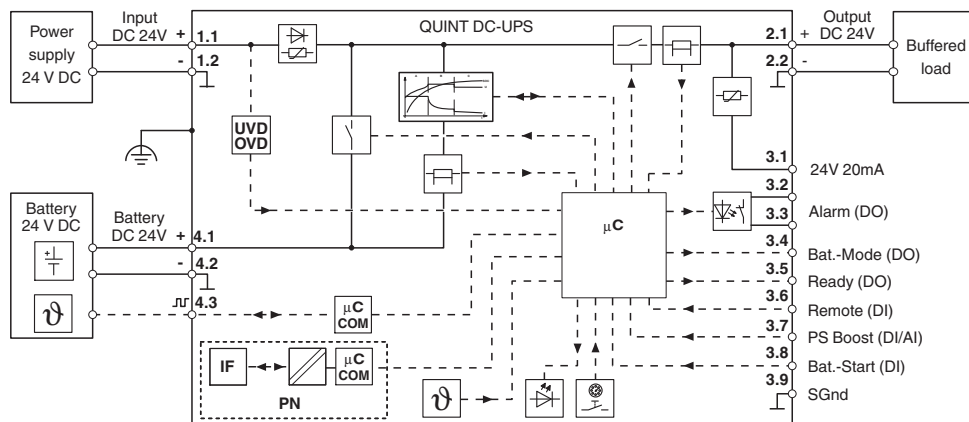 Power
supply
24 V DC
Input
DC 24V
+
-
1.1
1.2
QUINT DC-UPS
2.1
2.2
Output
+ DC 24V
-
Buffered
load
UVD
OVD
Battery
24 V DC
+
ϑ
Battery
DC 24V +
-
4.1
4.2
4.3
μC
COM
IF
μC
COM
PN
ϑ
μC
3.1
24V 20mA
3.2
3.3
Alarm (DO)
3.4
Bat.-Mode (DO)
3.5
Ready (DO)
3.6
Remote (DI)
3.7
PS Boost (DI/AI)
3.8
Bat.-Start (DI)
3.9
SGnd